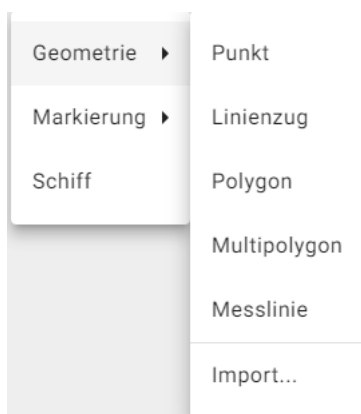 Geometrie
Markierung
Schiff
Punkt
Linienzug
Polygon
Multipolygon
Messlinie
Import...